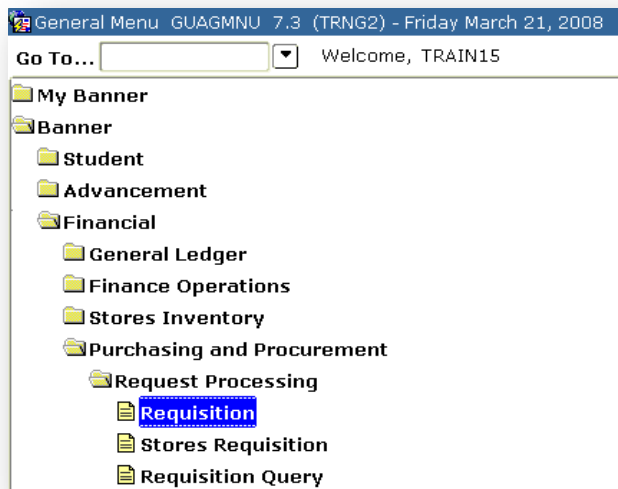 General Menu GUAGMNU 7.3 (TRNG2) - Friday March 21, 2008
Go To... Welcome, TRAIN15
My Banner
Banner
Student
Advancement
Financial
General Ledger
Finance Operations
Stores Inventory
Purchasing and Procurement
Request Processing
Requisition
Stores Requisition
Requisition Query